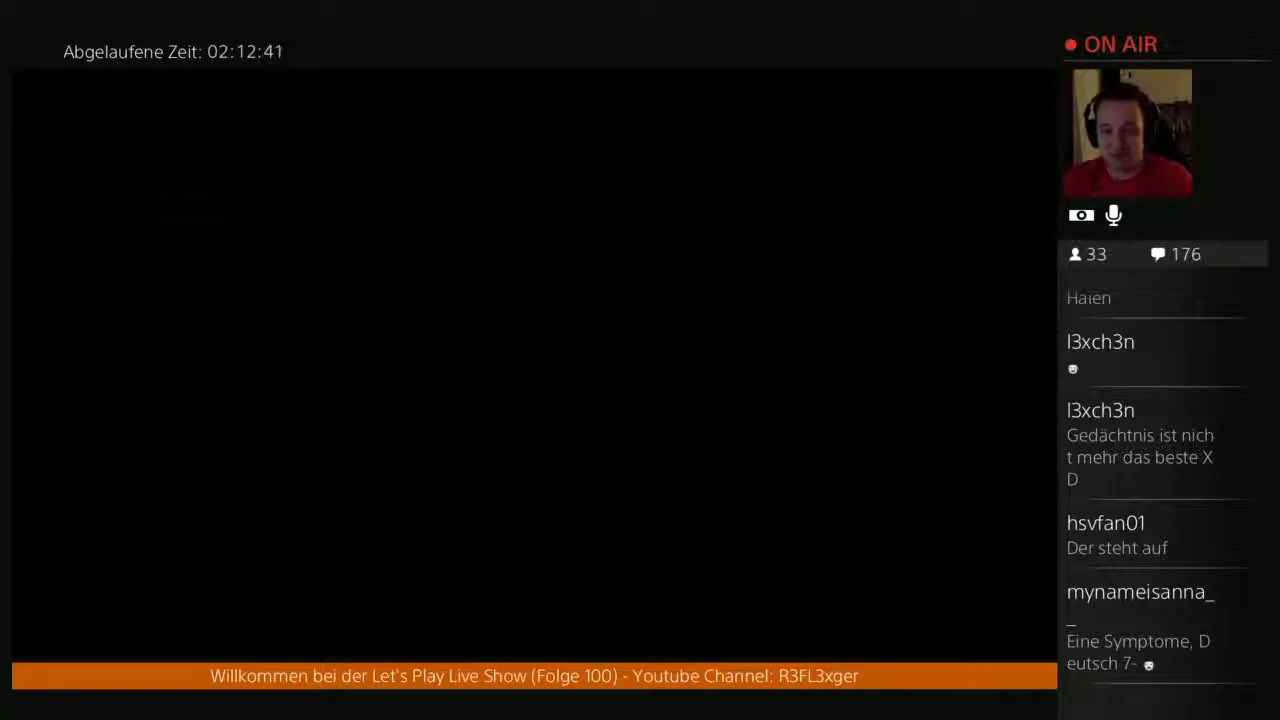 Abgelaufene Zeit: 02:12:41
ON AIR
33 176
Haien
l3xch3n
l3xch3n
Gedächtnis ist nich
t mehr das beste X
D
hsvfan01
Der steht auf
mynameisanna_
_
Eine Symptome, D
eutsch 7-
Willkommen bei der Let's Play Live Show (Folge 100) - Youtube Channel: R3FL3xger